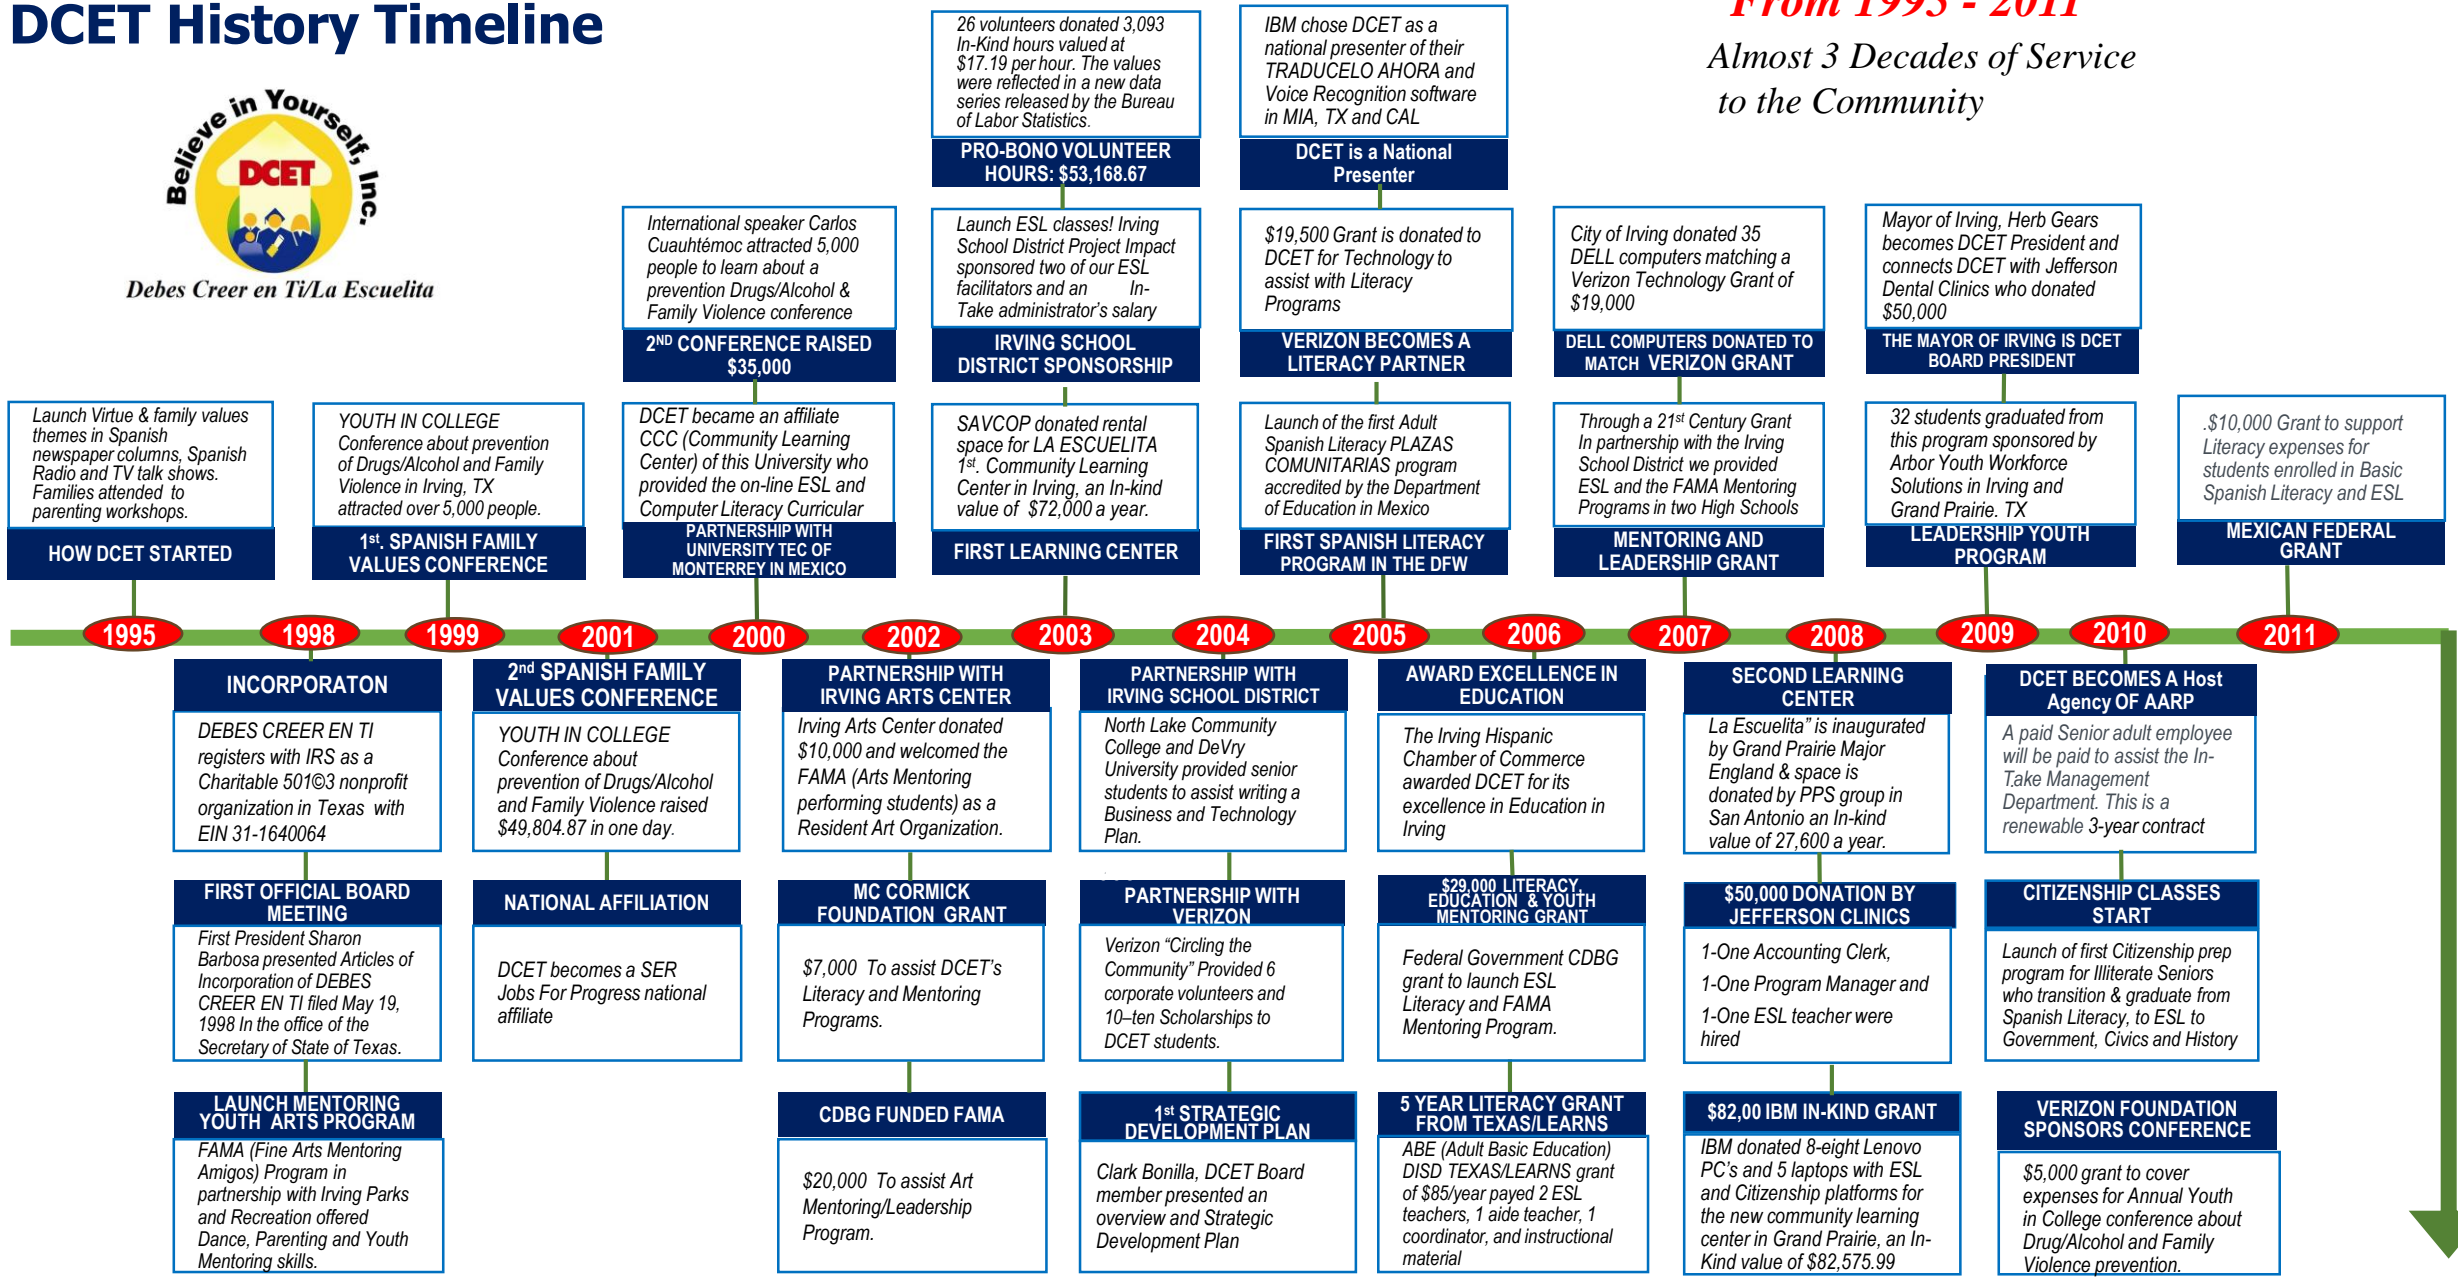 DCET History Timeline
From 1995 - 2011
Almost 3 Decades of Service
to the Community
Believe in Yourself, Inc.
DCET
Debes Creer en Ti/La Escuelita
26 volunteers donated 3,093
In-Kind hours valued at
$17.19 per hour. The values
were reflected in a new data
series released by the Bureau
of Labor Statistics.
PRO-BONO VOLUNTEER
HOURS: $53,168.67
IBM chose DCET as a
national presenter of their
TRADUCELO AHORA and
Voice Recognition software
in MIA, TX and CAL
DCET is a National
Presenter
International speaker Carlos
Cuauhtémoc attracted 5,000
people to learn about a
prevention Drugs/Alcohol &
Family Violence conference
2ND CONFERENCE RAISED
$35,000
Launch ESL classes! Irving
School District Project Impact
sponsored two of our ESL
facilitators and an In-
Take administrator's salary
IRVING SCHOOL
DISTRICT SPONSORSHIP
$19,500 Grant is donated to
DCET for Technology to
assist with Literacy
Programs
VERIZON BECOMES A
LITERACY PARTNER
City of Irving donated 35
DELL computers matching a
Verizon Technology Grant of
$19,000
DELL COMPUTERS DONATED TO
MATCH VERIZON GRANT
Mayor of Irving, Herb Gears
becomes DCET President and
connects DCET with Jefferson
Dental Clinics who donated
$50,000
THE MAYOR OF IRVING IS DCET
BOARD PRESIDENT
Launch Virtue & family values
themes in Spanish
newspaper columns, Spanish
Radio and TV talk shows.
Families attended to
parenting workshops.
HOW DCET STARTED
YOUTH IN COLLEGE
Conference about prevention
of Drugs/Alcohol and Family
Violence in Irving, TX
attracted over 5,000 people.
1st. SPANISH FAMILY
VALUES CONFERENCE
DCET became an affiliate
CCC (Community Learning
Center) of this University who
provided the on-line ESL and
Computer Literacy Curricular
PARTNERSHIP WITH
UNIVERSITY TEC OF
MONTERREY IN MEXICO
SAVCOP donated rental
space for LA ESCUELITA
1st. Community Learning
Center in Irving, an In-kind
value of $72,000 a year.
FIRST LEARNING CENTER
Launch of the first Adult
Spanish Literacy PLAZAS
COMUNITARIAS program
accredited by the Department
of Education in Mexico
FIRST SPANISH LITERACY
PROGRAM IN THE DFW
Through a 21st Century Grant
In partnership with the Irving
School District we provided
ESL and the FAMA Mentoring
Programs in two High Schools
MENTORING AND
LEADERSHIP GRANT
32 students graduated from
this program sponsored by
Arbor Youth Workforce
Solutions in Irving and
Grand Prairie. TX
LEADERSHIP YOUTH
PROGRAM
.$10,000 Grant to support
Literacy expenses for
students enrolled in Basic
Spanish Literacy and ESL
MEXICAN FEDERAL
GRANT
1995 1998 1999 2001 2000 2002 2003 2004 2005 2006 2007 2008 2009 2010 2011
INCORPORATON
DEBES CREER EN TI
registers with IRS as a
Charitable 501©3 nonprofit
organization in Texas with
EIN 31-1640064
FIRST OFFICIAL BOARD
MEETING
First President Sharon
Barbosa presented Articles of
Incorporation of DEBES
CREER EN TI filed May 19,
1998 In the office of the
Secretary of State of Texas.
LAUNCH MENTORING
YOUTH ARTS PROGRAM
FAMA (Fine Arts Mentoring
Amigos) Program in
partnership with Irving Parks
and Recreation offered
Dance, Parenting and Youth
Mentoring skills.
2nd SPANISH FAMILY
VALUES CONFERENCE
YOUTH IN COLLEGE
Conference about
prevention of Drugs/Alcohol
and Family Violence raised
$49,804.87 in one day.
NATIONAL AFFILIATION
DCET becomes a SER
Jobs For Progress national
affiliate
PARTNERSHIP WITH
IRVING ARTS CENTER
Irving Arts Center donated
$10,000 and welcomed the
FAMA (Arts Mentoring
performing students) as a
Resident Art Organization.
MC CORMICK
FOUNDATION GRANT
$7,000 To assist DCET's
Literacy and Mentoring
Programs.
CDBG FUNDED FAMA
$20,000 To assist Art
Mentoring/Leadership
Program.
PARTNERSHIP WITH
IRVING SCHOOL DISTRICT
North Lake Community
College and DeVry
University provided senior
students to assist writing a
Business and Technology
Plan.
PARTNERSHIP WITH
VERIZON
Verizon “Circling the
Community” Provided 6
corporate volunteers and
10–ten Scholarships to
DCET students.
1st STRATEGIC
DEVELOPMENT PLAN
Clark Bonilla, DCET Board
member presented an
overview and Strategic
Development Plan
AWARD EXCELLENCE IN
EDUCATION
The Irving Hispanic
Chamber of Commerce
awarded DCET for its
excellence in Education in
Irving
$29,000 LITERACY,
EDUCATION & YOUTH
MENTORING GRANT
Federal Government CDBG
grant to launch ESL
Literacy and FAMA
Mentoring Program.
5 YEAR LITERACY GRANT
FROM TEXAS/LEARNS
ABE (Adult Basic Education)
DISD TEXAS/LEARNS grant
of $85/year payed 2 ESL
teachers, 1 aide teacher, 1
coordinator, and instructional
material
SECOND LEARNING
CENTER
La Escuelita” is inaugurated
by Grand Prairie Major
England & space is
donated by PPS group in
San Antonio an In-kind
value of 27,600 a year.
$50,000 DONATION BY
JEFFERSON CLINICS
1-One Accounting Clerk,
1-One Program Manager and
1-One ESL teacher were
hired
$82,00 IBM IN-KIND GRANT
IBM donated 8-eight Lenovo
PC's and 5 laptops with ESL
and Citizenship platforms for
the new community learning
center in Grand Prairie, an In-
Kind value of $82,575.99
DCET BECOMES A Host
Agency OF AARP
A paid Senior adult employee
will be paid to assist the In-
Take Management
Department. This is a
renewable 3-year contract
CITIZENSHIP CLASSES
START
Launch of first Citizenship prep
program for Illiterate Seniors
who transition & graduate from
Spanish Literacy, to ESL to
Government, Civics and History
VERIZON FOUNDATION
SPONSORS CONFERENCE
$5,000 grant to cover
expenses for Annual Youth
in College conference about
Drug/Alcohol and Family
Violence prevention.